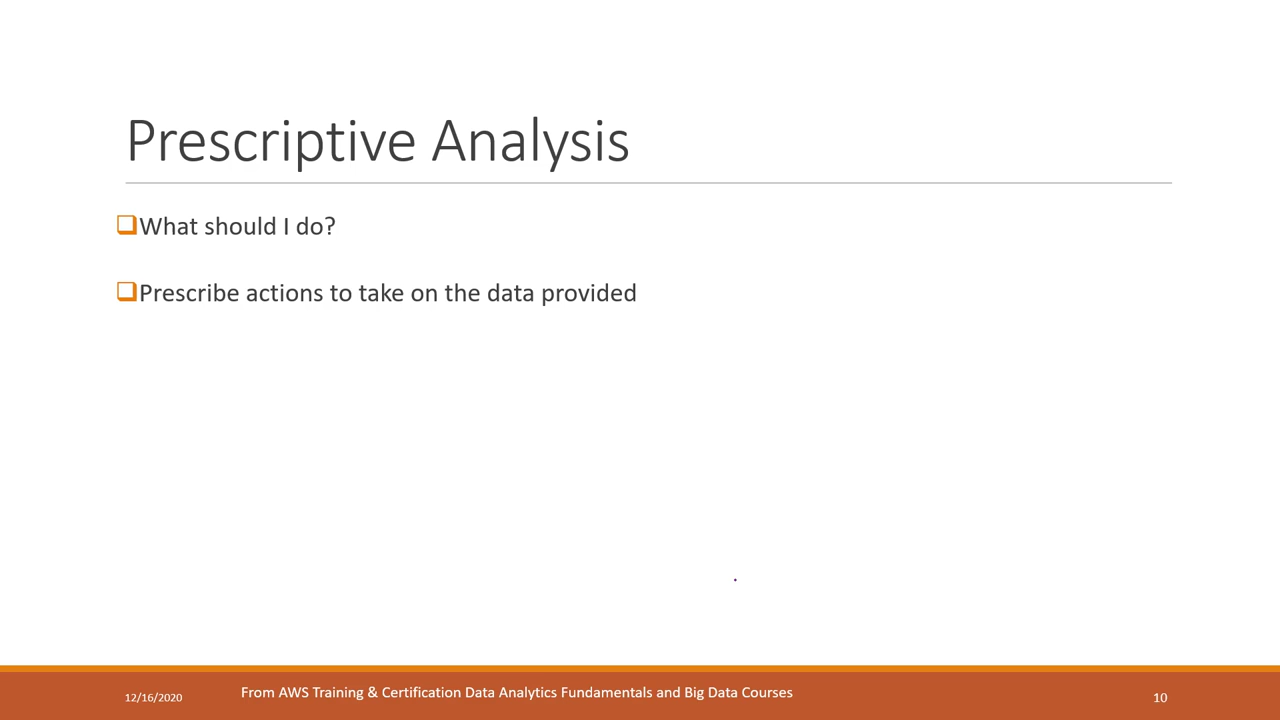 Prescriptive Analysis
What should I do?
Prescribe actions to take on the data provided
.
12/16/2020
From AWS Training & Certification Data Analytics Fundamentals and Big Data Courses
10